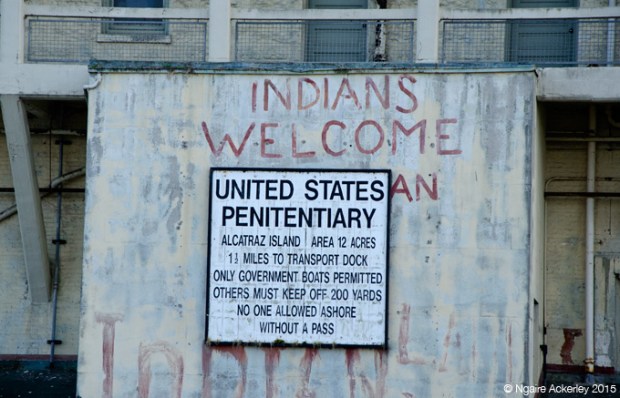 INDIANS
WELCOME
AN
UNITED STATES
PENITENTIARY
ALCATRAZ ISLAND AREA 12 ACRES
1½ MILES TO TRANSPORT DOCK
ONLY GOVERNMENT BOATS PERMITTED
OTHERS MUST KEEP OFF 200 YARDS
NO ONE ALLOWED ASHORE
WITHOUT A PASS
© Ngaire Ackerley 2015